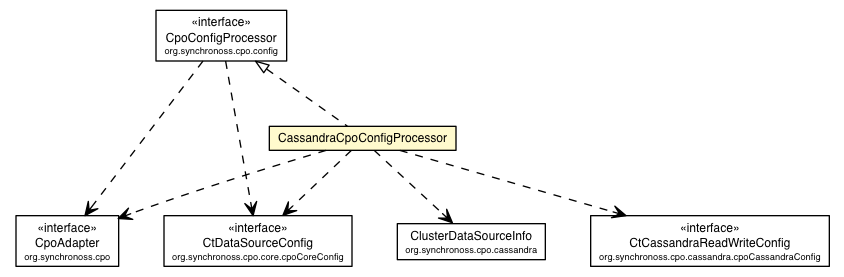 «interface»
CpoConfigProcessor
org.synchronoss.cpo.config
CassandraCpoConfigProcessor
«interface»
CpoAdapter
org.synchronoss.cpo
«interface»
CtDataSourceConfig
org.synchronoss.cpo.core.cpoCoreConfig
ClusterDataSourceInfo
org.synchronoss.cpo.cassandra
«interface»
CtCassandraReadWriteConfig
org.synchronoss.cpo.cassandra.cpoCassandraConfig